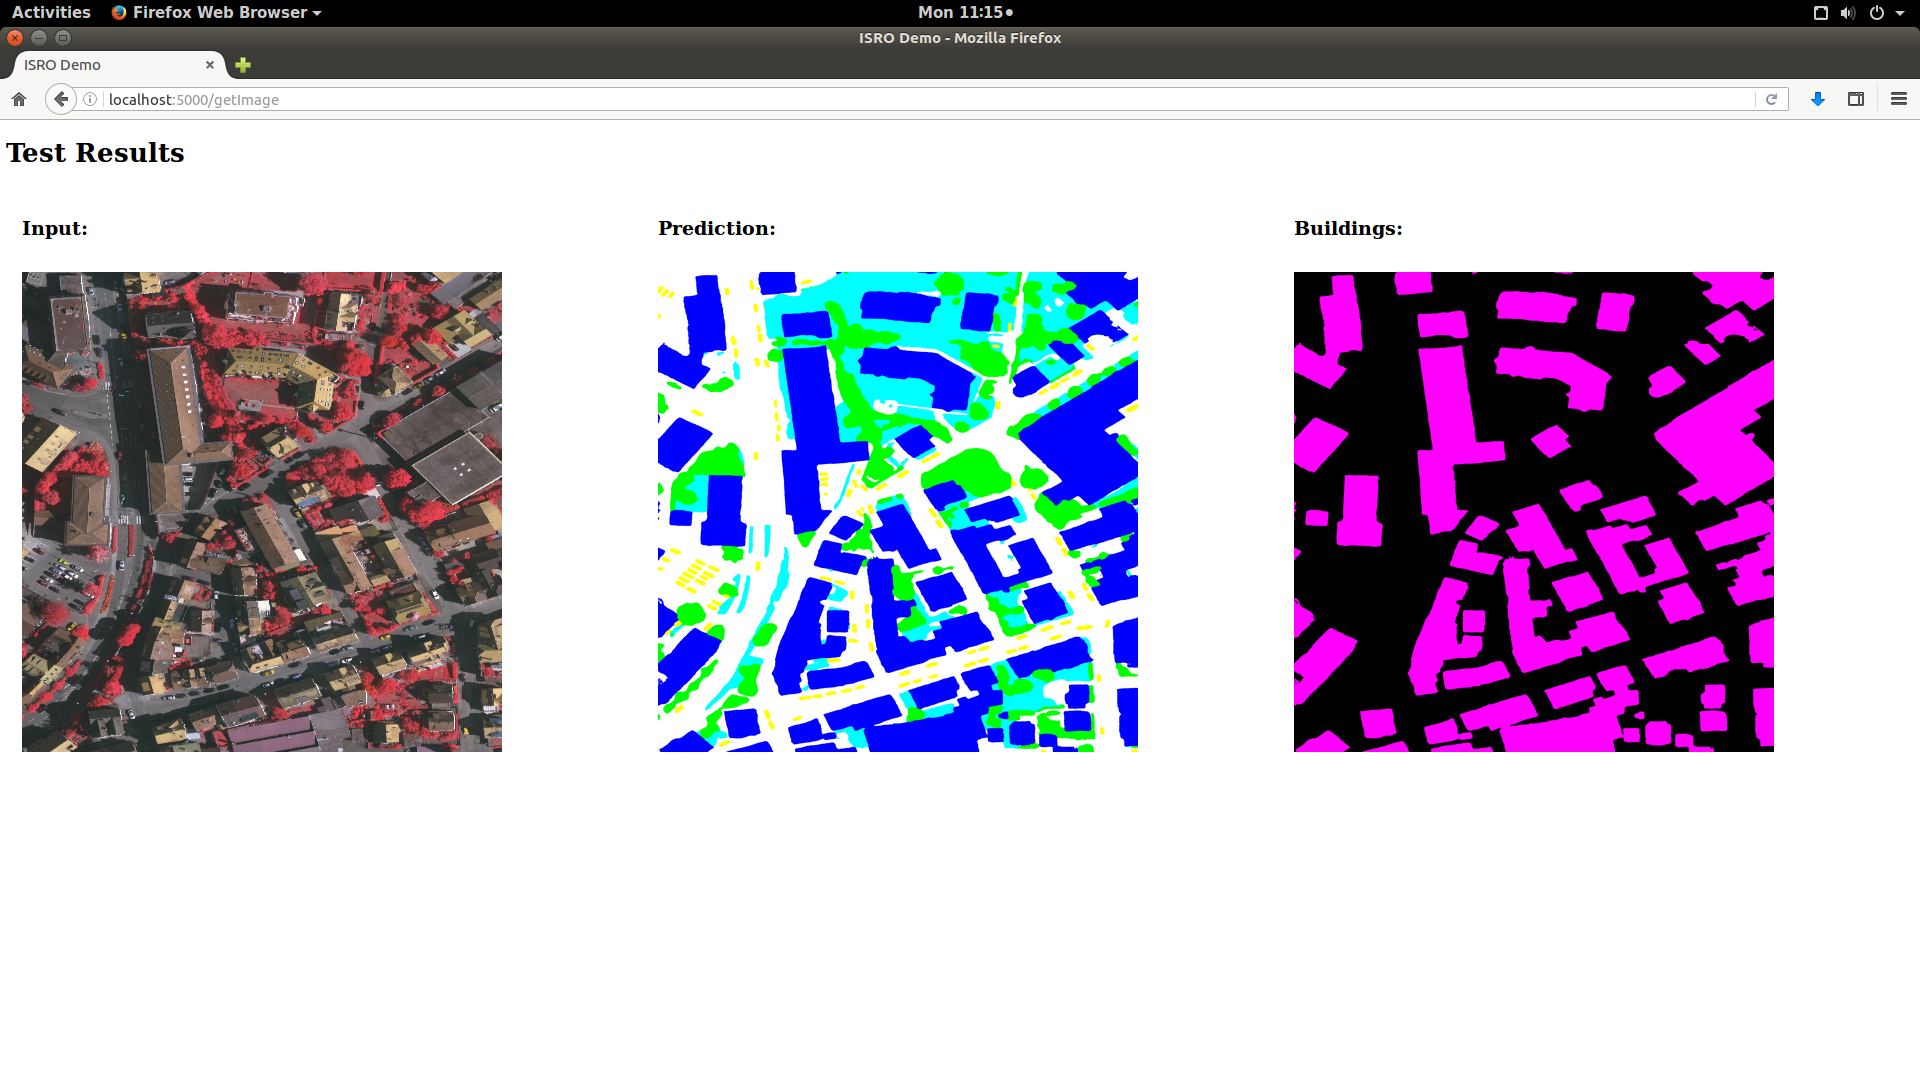 Activities Firefox Web Browser Mon 11:15
ISRO Demo - Mozilla Firefox
ISRO Demo
localhost:5000/getImage
Test Results
Input: Prediction: Buildings: